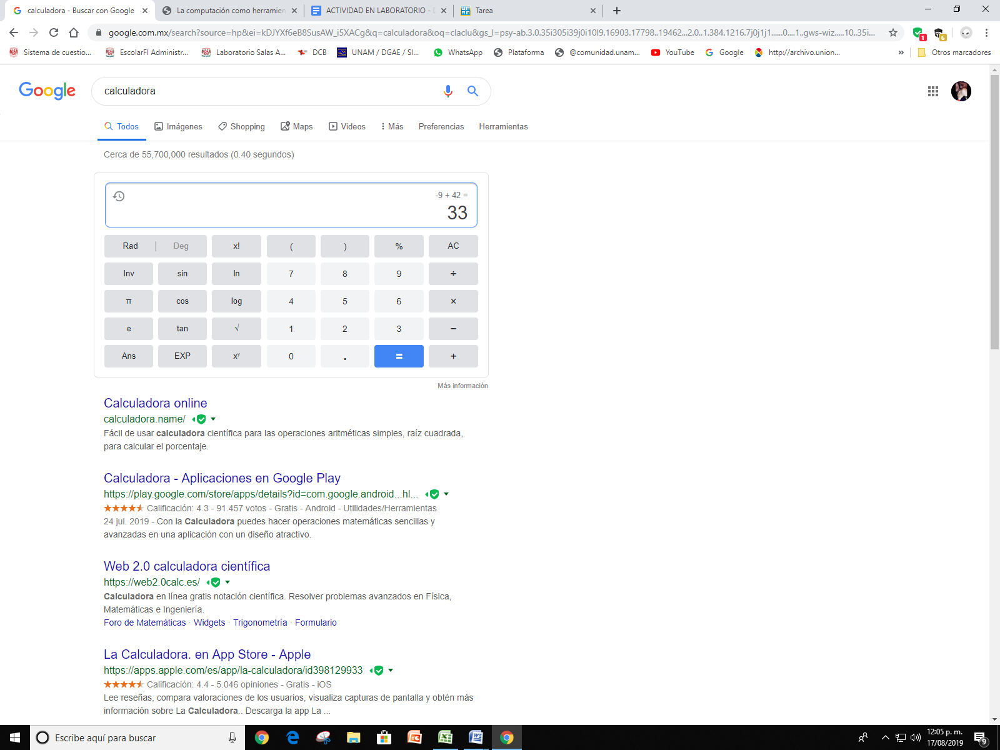 calculadora - Buscar con Google
La computación como herramien
ACTIVIDAD EN LABORATORIO -
Tarea
google.com.mx/search?source=hp&ei=kDJYXf6eB8SusAW_i5XACg&q=calculadora&oq=claclu&gs_l=psy-ab.3.0.35i305i39j0i10l9.16903.17798..19462...2.0..1.384.1216.7j0j1j1......0....1..gws-wiz.....10..35i...
1
6
Sistema de cuestio...
EscolarFI Administr...
Laboratorio Salas A...
DCB
UNAM / DGAE / SI...
WhatsApp
Plataforma
@comunidad.unam...
YouTube
Google
http://archivo.union...
»
Otros marcadores
Google
calculadora
Todos
Imágenes
Shopping
Maps
Videos
Más
Preferencias
Herramientas
Cerca de 55,700,000 resultados (0.40 segundos)
-9 + 42 =
33
Rad | Deg x! ( ) % AC
Inv sin ln 7 8 9 ÷
π cos log 4 5 6 ×
e tan √ 1 2 3 −
Ans EXP xʸ 0 . = +
Más información
Calculadora online
calculadora.name/
Fácil de usar calculadora científica para las operaciones aritméticas simples, raíz cuadrada,
para calcular el porcentaje.
Calculadora - Aplicaciones en Google Play
https://play.google.com/store/apps/details?id=com.google.android...hl...
Calificación: 4.3 - 91.457 votos - Gratis - Android - Utilidades/Herramientas
24 jul. 2019 - Con la Calculadora puedes hacer operaciones matemáticas sencillas y
avanzadas en una aplicación con un diseño atractivo.
Web 2.0 calculadora científica
https://web2.0calc.es/
Calculadora en línea gratis notación científica. Resolver problemas avanzados en Física,
Matemáticas e Ingeniería.
Foro de Matemáticas · Widgets · Trigonometría · Formulario
La Calculadora. en App Store - Apple
https://apps.apple.com/es/app/la-calculadora/id398129933
Calificación: 4.4 - 5.046 opiniones - Gratis - iOS
Lee reseñas, compara valoraciones de los usuarios, visualiza capturas de pantalla y obtén más
información sobre La Calculadora.. Descarga la app La ...
Escribe aquí para buscar
12:05 p. m.
17/08/2019
9